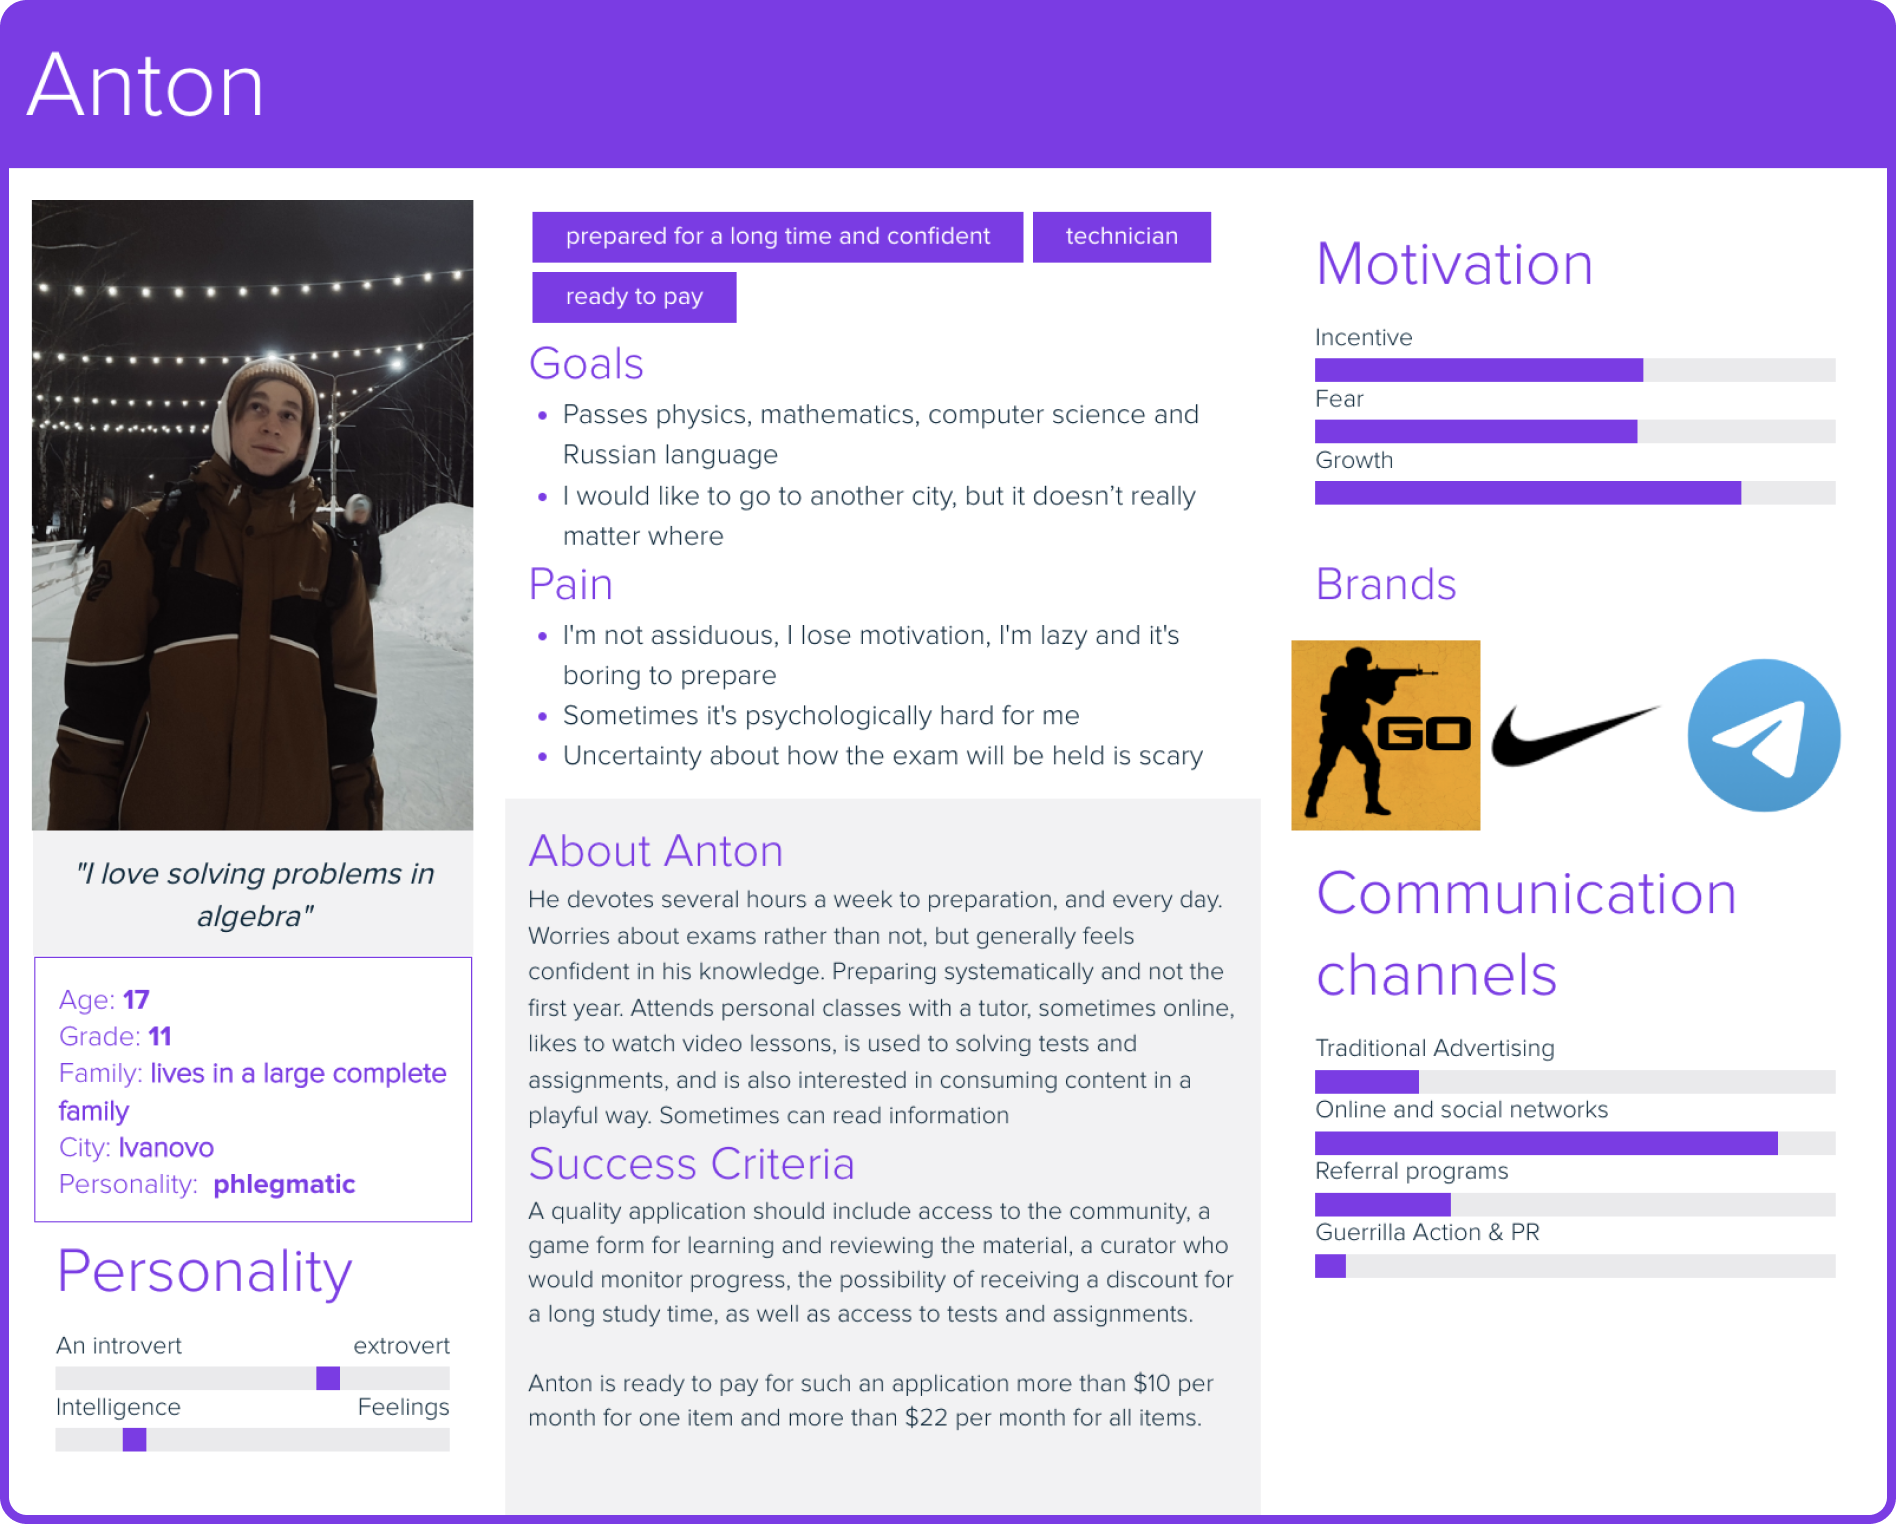 Anton
"I love solving problems in
algebra"
Age: 17
Grade: 11
Family: lives in a large complete
family
City: Ivanovo
Personality: phlegmatic
Personality
An introvert extrovert
Intelligence Feelings
prepared for a long time and confident technician
ready to pay
Goals
• Passes physics, mathematics, computer science and
Russian language
• I would like to go to another city, but it doesn’t really
matter where
Pain
• I'm not assiduous, I lose motivation, I'm lazy and it's
boring to prepare
• Sometimes it's psychologically hard for me
• Uncertainty about how the exam will be held is scary
About Anton
He devotes several hours a week to preparation, and every day.
Worries about exams rather than not, but generally feels
confident in his knowledge. Preparing systematically and not the
first year. Attends personal classes with a tutor, sometimes online,
likes to watch video lessons, is used to solving tests and
assignments, and is also interested in consuming content in a
playful way. Sometimes can read information
Success Criteria
A quality application should include access to the community, a
game form for learning and reviewing the material, a curator who
would monitor progress, the possibility of receiving a discount for
a long study time, as well as access to tests and assignments.
Anton is ready to pay for such an application more than $10 per
month for one item and more than $22 per month for all items.
Motivation
Incentive
Fear
Growth
Brands
GO
Communication
channels
Traditional Advertising
Online and social networks
Referral programs
Guerrilla Action & PR